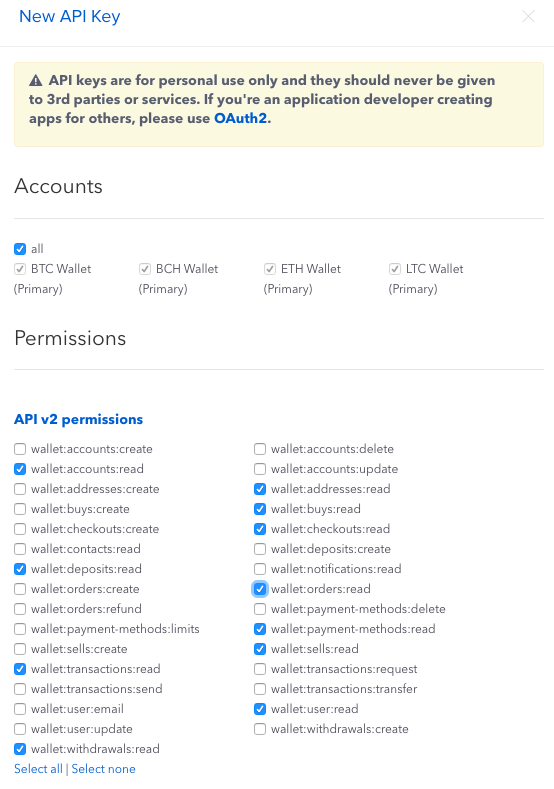 New API Key
API keys are for personal use only and they should never be given
to 3rd parties or services. If you're an application developer creating
apps for others, please use OAuth2.
Accounts
all
BTC Wallet BCH Wallet ETH Wallet LTC Wallet
(Primary) (Primary) (Primary) (Primary)
Permissions
API v2 permissions
wallet:accounts:create wallet:accounts:delete
wallet:accounts:read wallet:accounts:update
wallet:addresses:create wallet:addresses:read
wallet:buys:create wallet:buys:read
wallet:checkouts:create wallet:checkouts:read
wallet:contacts:read wallet:deposits:create
wallet:deposits:read wallet:notifications:read
wallet:orders:create wallet:orders:read
wallet:orders:refund wallet:payment-methods:delete
wallet:payment-methods:limits wallet:payment-methods:read
wallet:sells:create wallet:sells:read
wallet:transactions:read wallet:transactions:request
wallet:transactions:send wallet:transactions:transfer
wallet:user:email wallet:user:read
wallet:user:update wallet:withdrawals:create
wallet:withdrawals:read
Select all | Select none